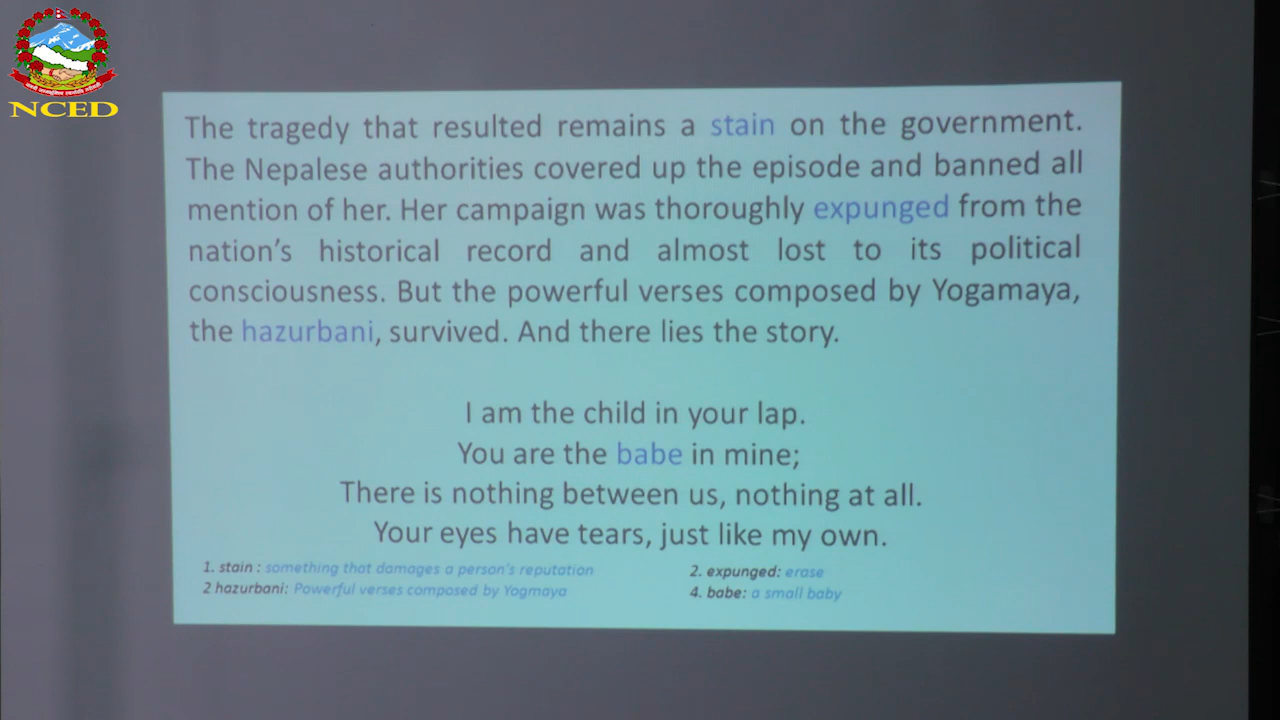 NCED
The tragedy that resulted remains a stain on the government.
The Nepalese authorities covered up the episode and banned all
mention of her. Her campaign was thoroughly expunged from the
nation's historical record and almost lost to its political
consciousness. But the powerful verses composed by Yogamaya,
the hazurbani, survived. And there lies the story.
I am the child in your lap.
You are the babe in mine;
There is nothing between us, nothing at all.
Your eyes have tears, just like my own.
1. stain : something that damages a person's reputation
2. expunged: erase
2 hazurbani: Powerful verses composed by Yogmaya
4. babe: a small baby